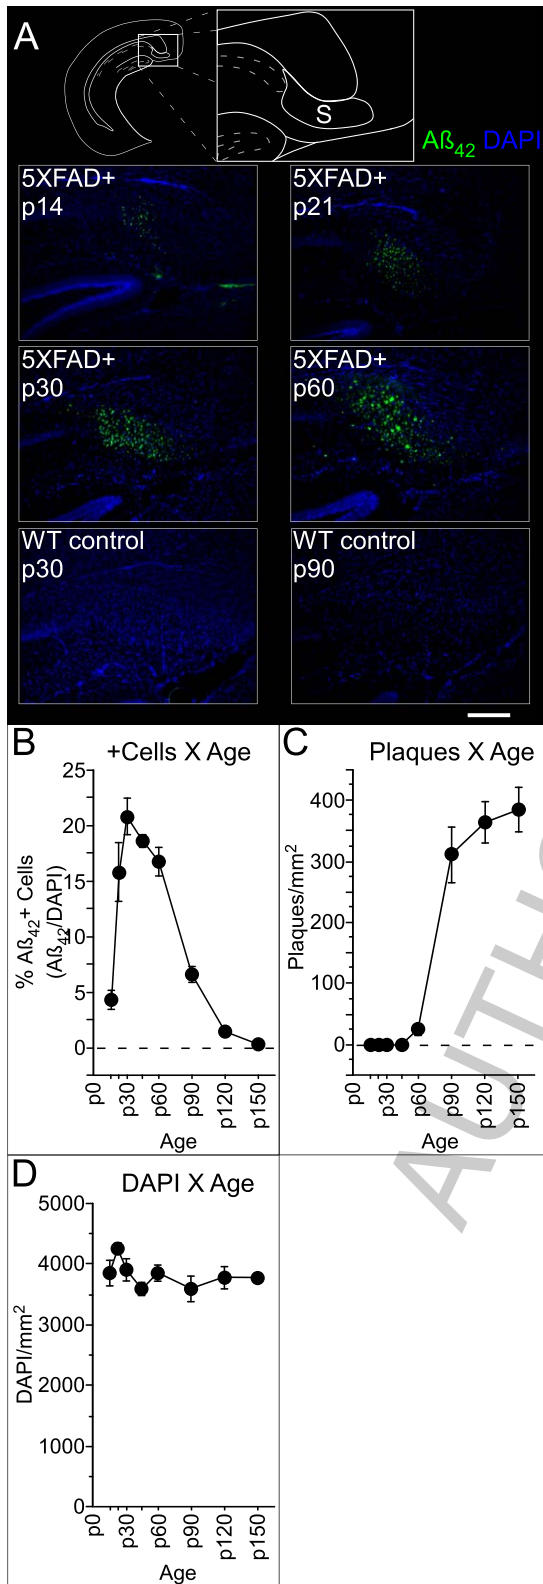 A
S
Aß42 DAPI
5XFAD+
p14
5XFAD+
p21
5XFAD+
p30
5XFAD+
p60
WT control
p30
WT control
p90
B
+Cells X Age
25
20
15
10
5
0
% Aß42+ Cells
(Aß42/DAPI)
p0
p30
p60
p90
p120
p150
Age
C
Plaques X Age
400
300
200
100
0
Plaques/mm2
p0
p30
p60
p90
p120
p150
Age
D
DAPI X Age
5000
4000
3000
2000
1000
0
DAPI/mm2
p0
p30
p60
p90
p120
p150
Age